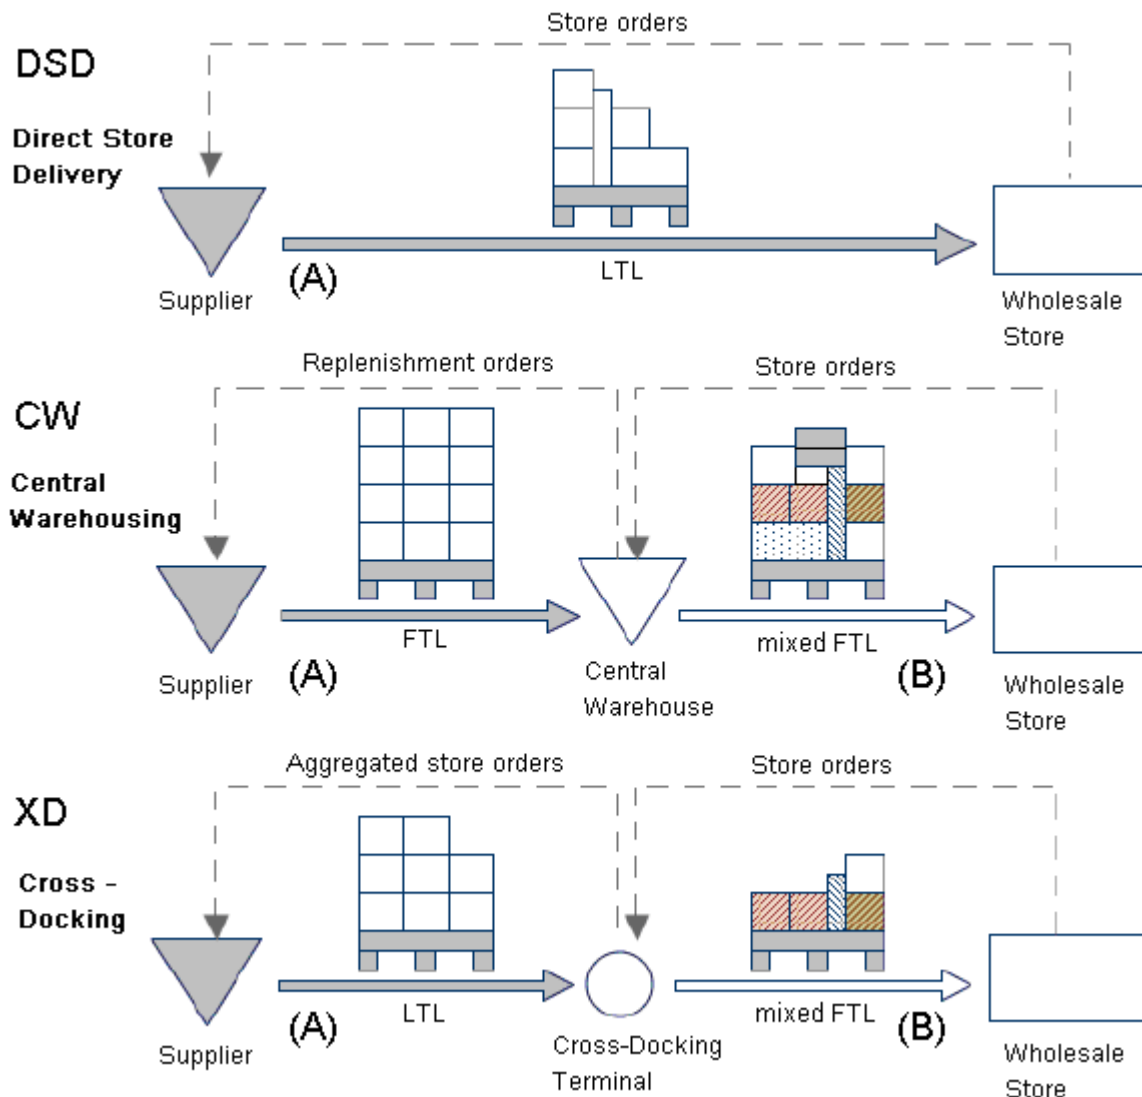 Store orders
DSD
Direct Store
Delivery
(A)
LTL
Supplier
Wholesale
Store
Replenishment orders
Store orders
CW
Central
Warehousing
FTL
mixed FTL
(A)
(B)
Supplier
Central
Warehouse
Wholesale
Store
Aggregated store orders
Store orders
XD
Cross -
Docking
(A)
LTL
mixed FTL
(B)
Supplier
Cross-Docking
Terminal
Wholesale
Store